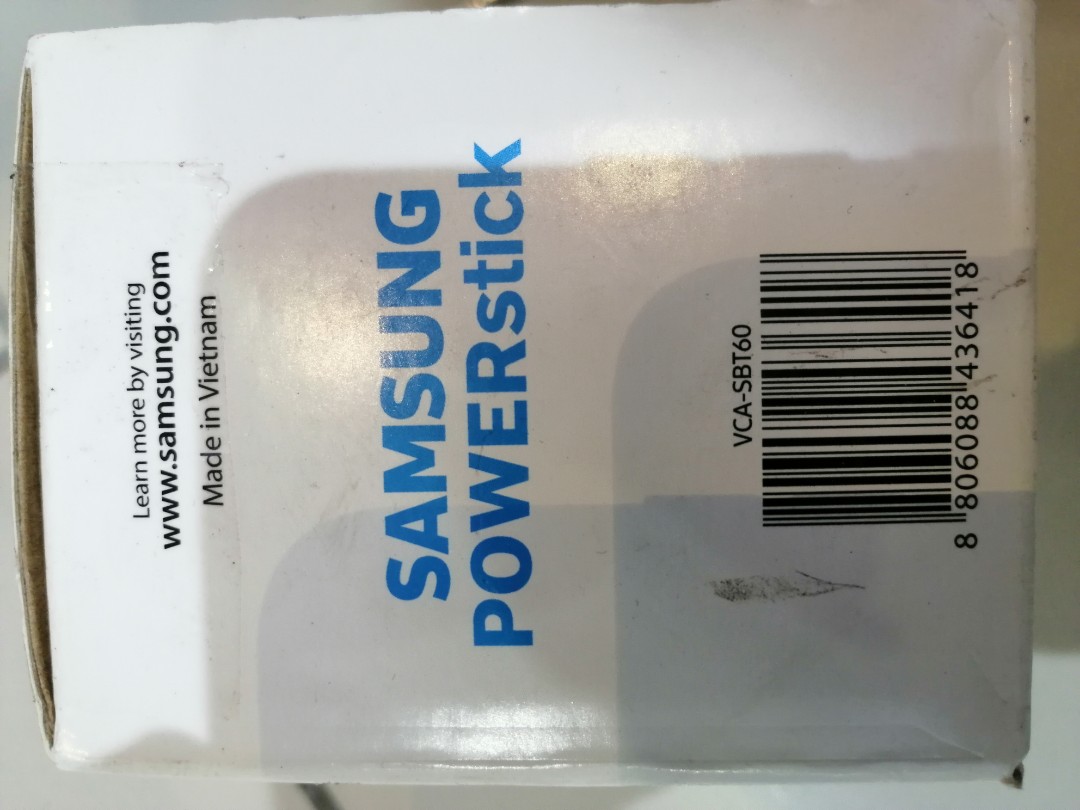 Learn more by visiting
www.samsung.com
Made in Vietnam
SAMSUNG
POWERstick
VCA-SBT60
8 806088 436418